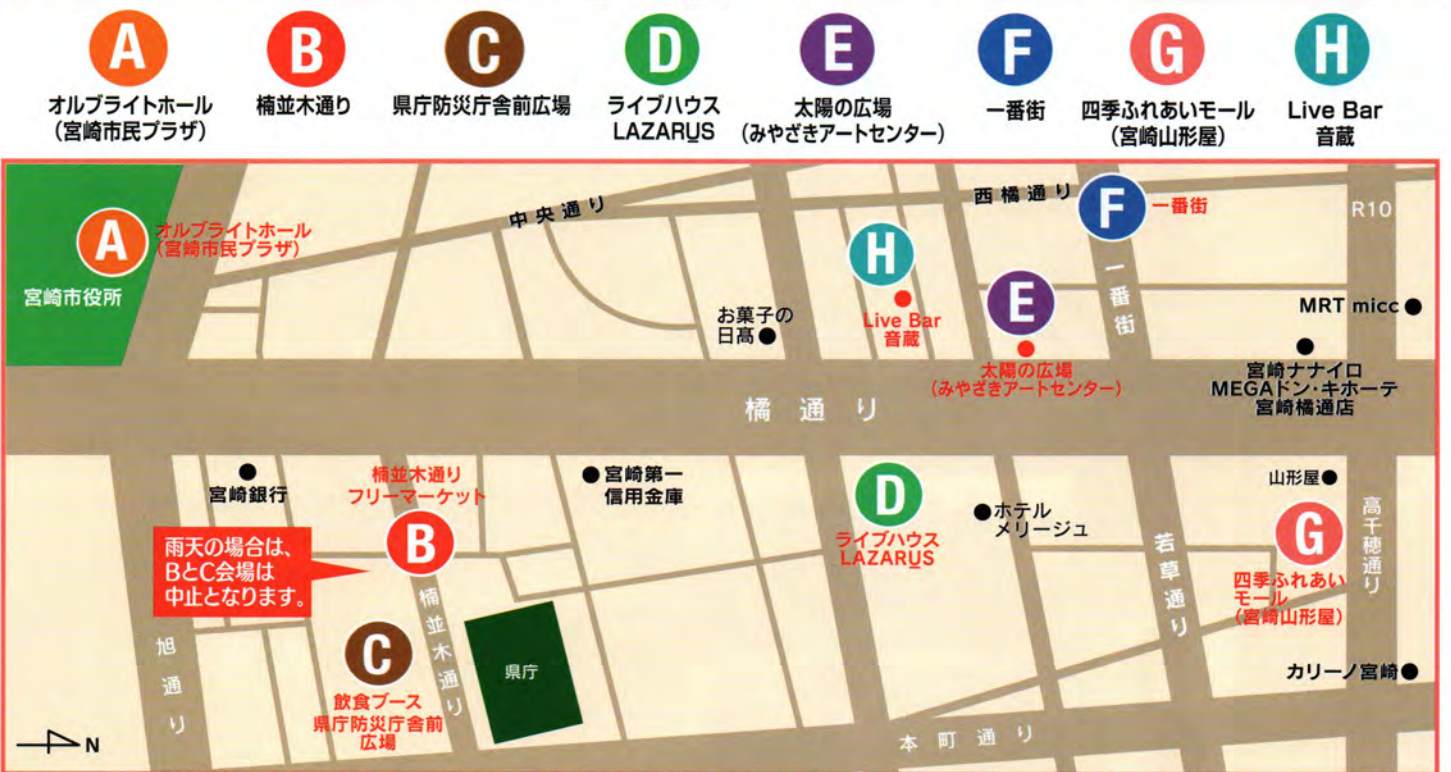 A
オルブライトホール
(宮崎市民プラザ)
B
楠並木通り
C
県庁防災庁舎前広場
D
ライブハウス
LAZARUS
E
太陽の広場
(みやざきアートセンター)
F
一番街
G
四季ふれあいモール
(宮崎山形屋)
H
Live Bar
音蔵
A
オルブライトホール
(宮崎市民プラザ)
宮崎市役所
中央通り
西橘通り
F
一番街
R10
H
Live Bar
音蔵
お菓子の
日髙
E
太陽の広場
(みやざきアートセンター)
一番街
MRT micc
宮崎ナナイロ
MEGAドン・キホーテ
宮崎橘通店
橘通り
宮崎銀行
楠並木通り
フリーマーケット
B
宮崎第一
信用金庫
D
ライブハウス
LAZARUS
ホテル
メリージュ
山形屋
G
四季ふれあい
モール
(宮崎山形屋)
高千穂通り
若草通り
雨天の場合は、
BとC会場は
中止となります。
楠並木通り
旭通り
C
飲食ブース
県庁防災庁舎前
広場
県庁
カリーノ宮崎
本町通り
N